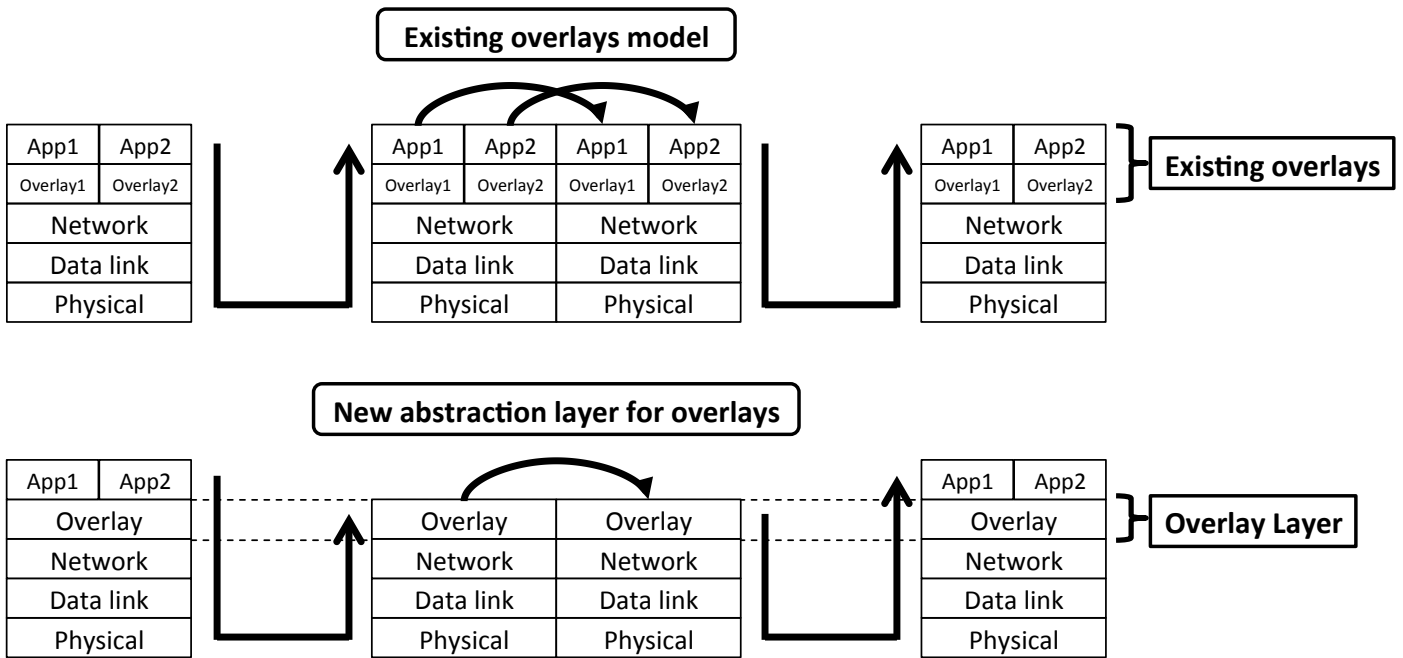 Existing overlays model
App1 App2 App1 App2 App1 App2 App1 App2
Overlay1 Overlay2 Overlay1 Overlay2 Overlay1 Overlay2 Overlay1 Overlay2
Existing overlays
Network Network Network Network
Data link Data link Data link Data link
Physical Physical Physical Physical
New abstraction layer for overlays
App1 App2 App1 App2
Overlay Overlay Overlay Overlay
Overlay Layer
Network Network Network Network
Data link Data link Data link Data link
Physical Physical Physical Physical